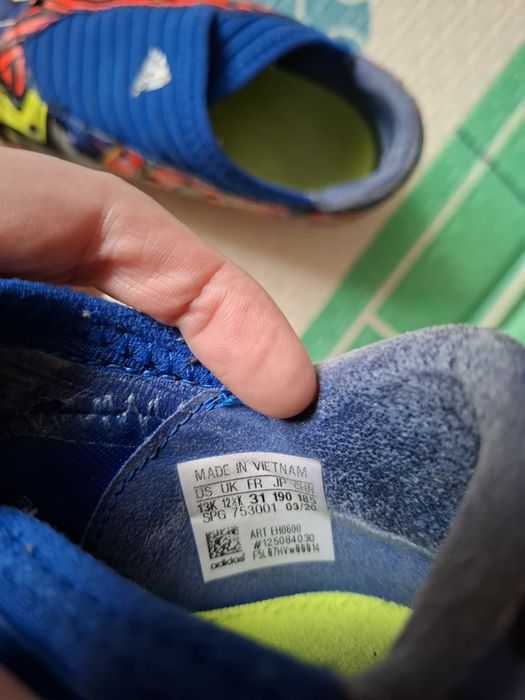 MADE IN VIETNAM
US UK FR JP CHN
13K 12½K 31 190 185
SPG 753001 03/20
ART EH0600
#125084030
F5L07HVw00014
adidas